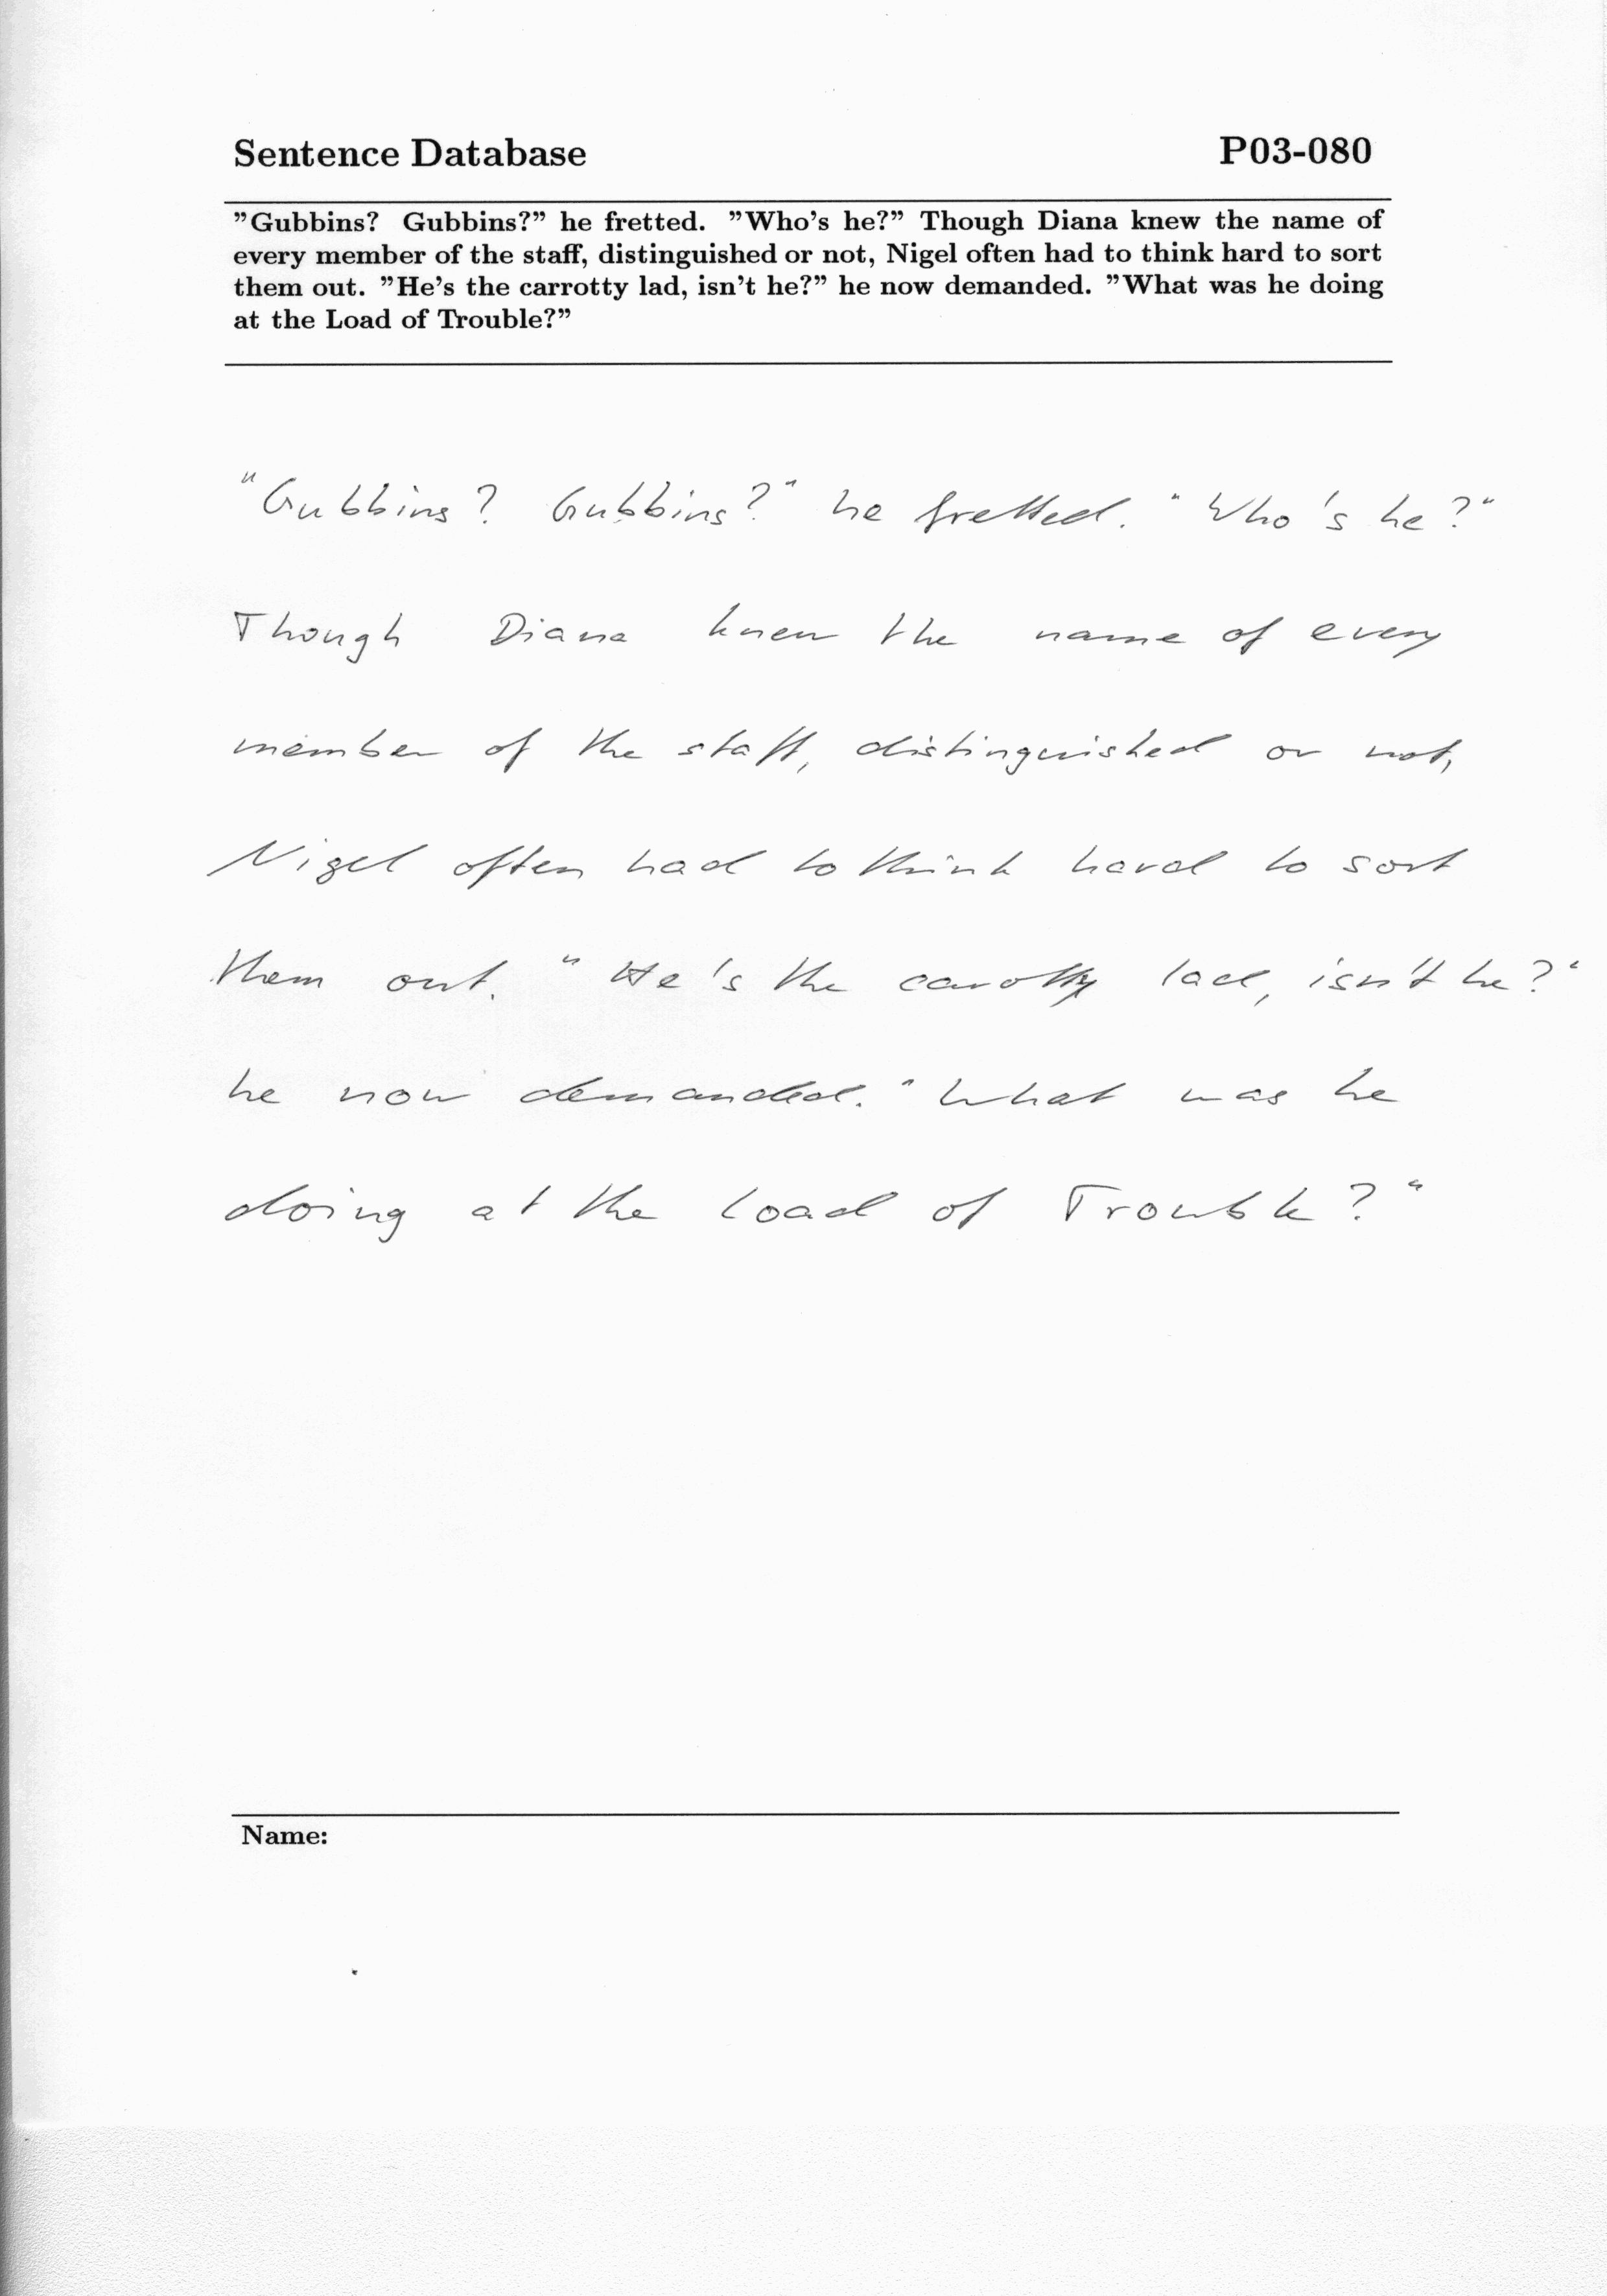 Sentence Database P03-080
”Gubbins? Gubbins?” he fretted. ”Who’s he?” Though Diana knew the name of
every member of the staff, distinguished or not, Nigel often had to think hard to sort
them out. ”He’s the carrotty lad, isn’t he?” he now demanded. ”What was he doing
at the Load of Trouble?”
"Gubbins? Gubbins?" he fretted. "Who's he?"
Though Diana knew the name of every
member of the staff, distinguished or not,
Nigel often had to think hard to sort
them out. "He's the carotty lad, isn't he?"
he now demanded. "What was he
doing at the Load of Trouble?"
Name: